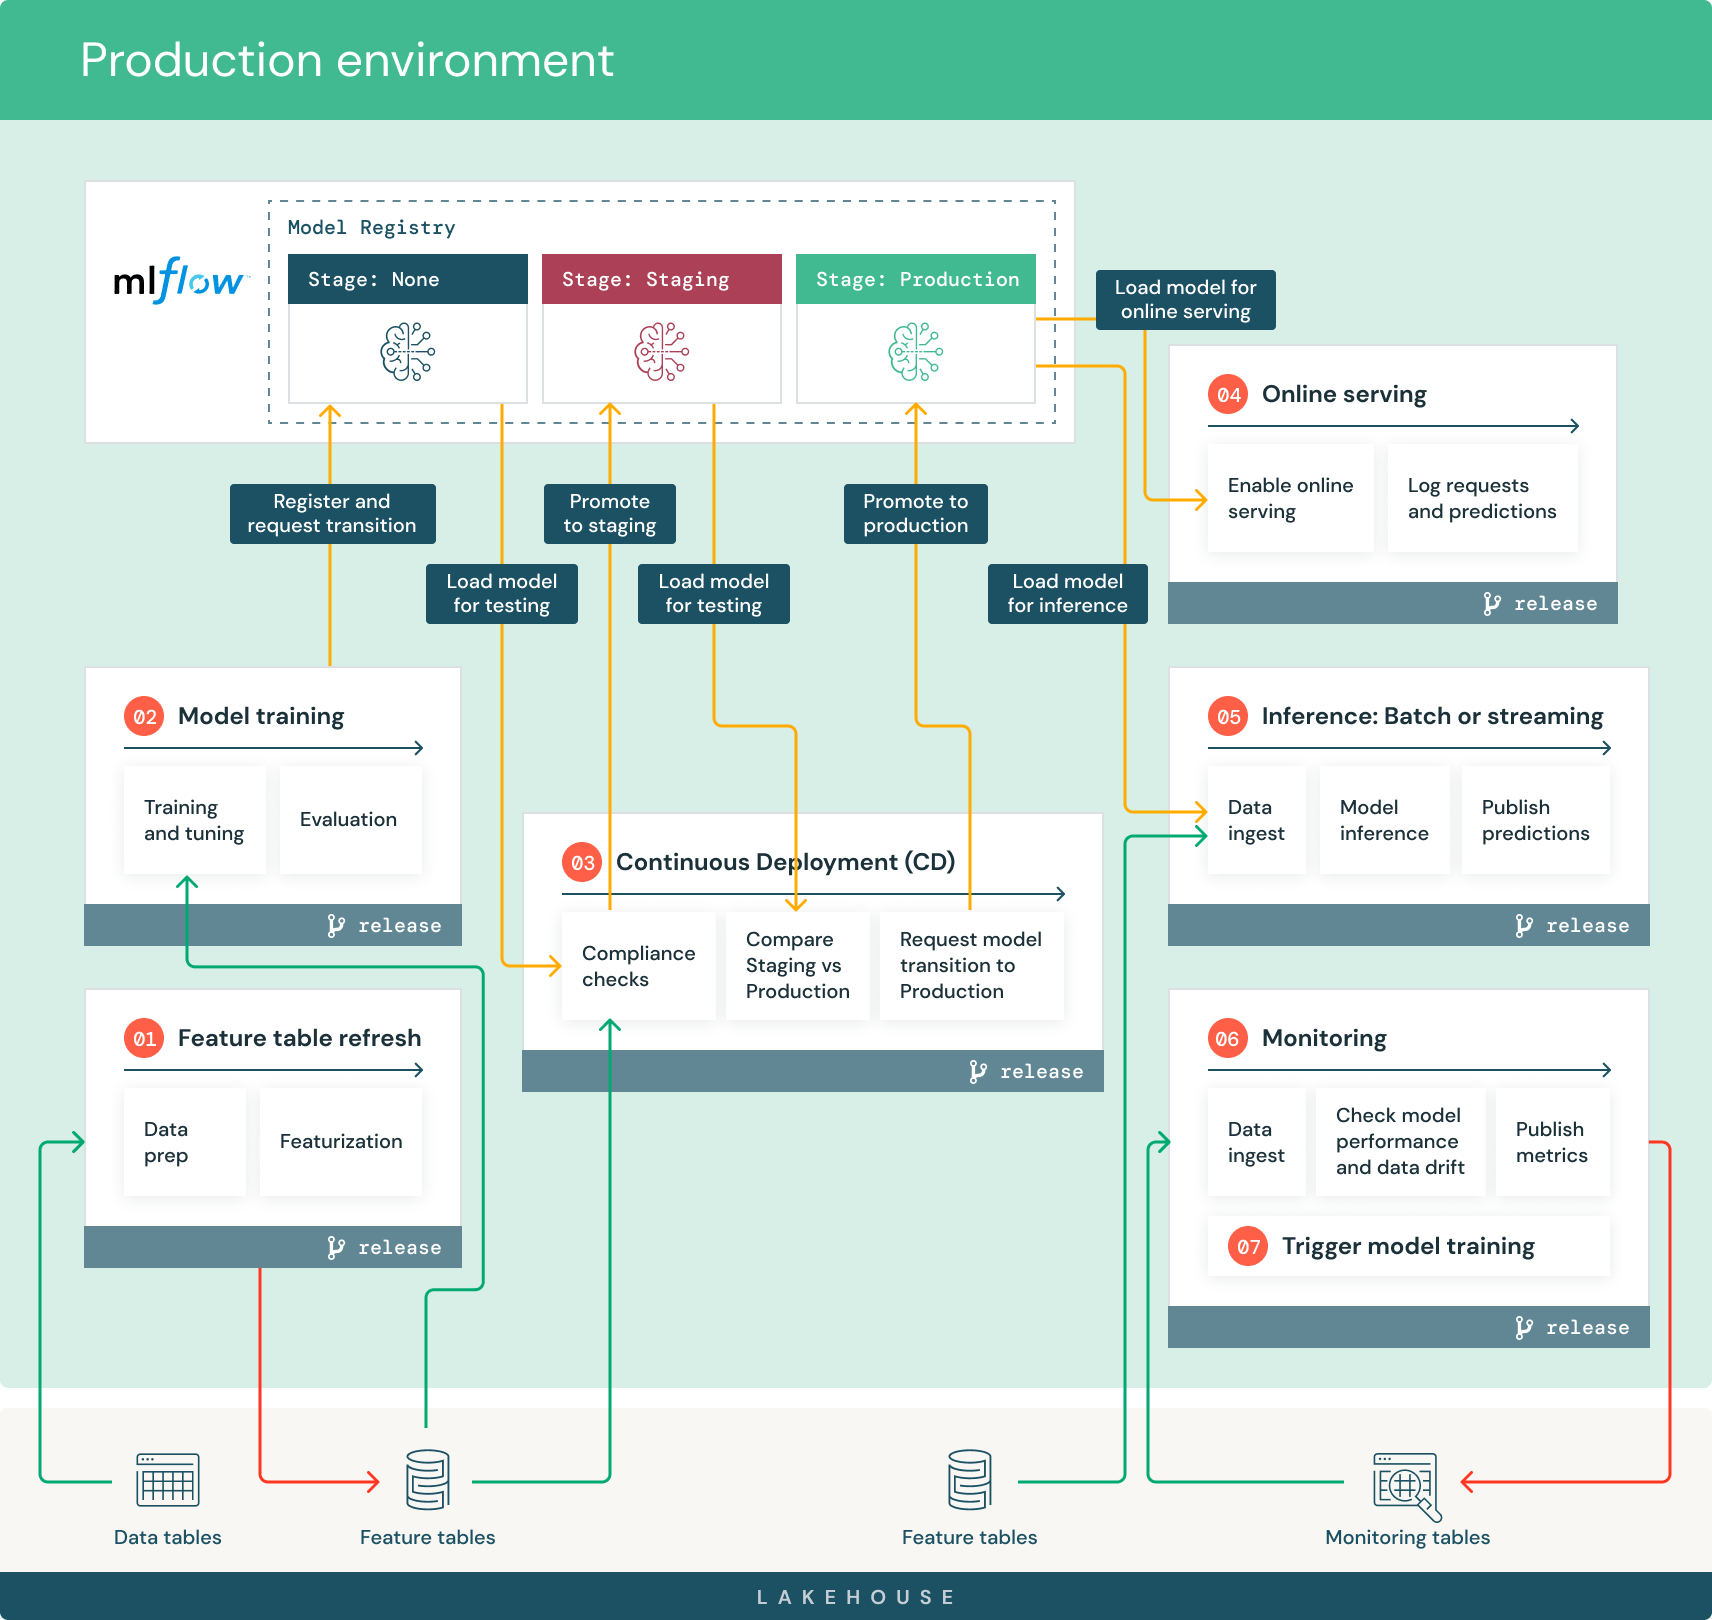 Production environment
mlflow™
Model Registry
Stage: None
Stage: Staging
Stage: Production
Load model for
online serving
Register and
request transition
Promote
to staging
Promote to
production
Load model
for testing
Load model
for testing
Load model
for inference
04 Online serving
Enable online
serving
Log requests
and predictions
release
02 Model training
Training
and tuning
Evaluation
release
03 Continuous Deployment (CD)
Compliance
checks
Compare
Staging vs
Production
Request model
transition to
Production
release
05 Inference: Batch or streaming
Data
ingest
Model
inference
Publish
predictions
release
01 Feature table refresh
Data
prep
Featurization
release
06 Monitoring
Data
ingest
Check model
performance
and data drift
Publish
metrics
07 Trigger model training
release
Data tables
Feature tables
Feature tables
Monitoring tables
LAKEHOUSE